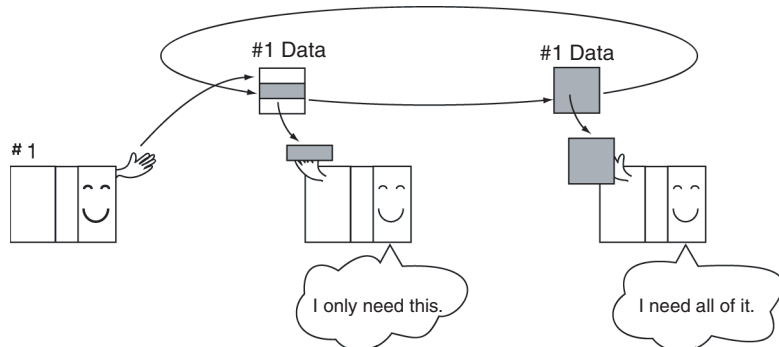 #1 Data
#1 Data
#1
I only need this.
I need all of it.